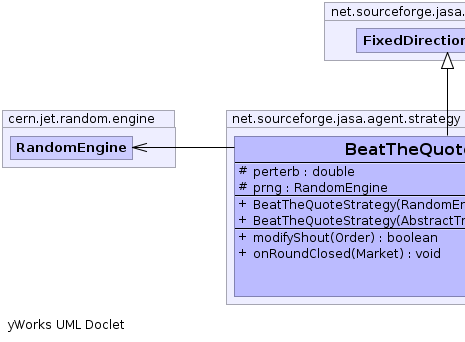 net.sourceforge.jasa.
FixedDirection
cern.jet.random.engine
RandomEngine
net.sourceforge.jasa.agent.strategy
BeatTheQuote
# perterb : double
# prng : RandomEngine
+ BeatTheQuoteStrategy(RandomEn
+ BeatTheQuoteStrategy(AbstractTr
+ modifyShout(Order) : boolean
+ onRoundClosed(Market) : void
yWorks UML Doclet